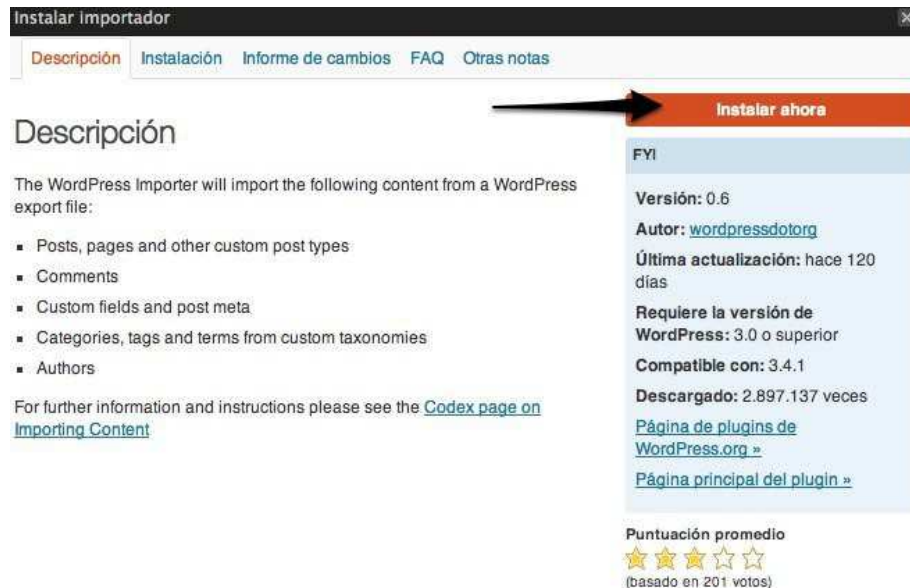 Instalar importador
Descripción
Instalación
Informe de cambios
FAQ
Otras notas
Descripción
The WordPress Importer will import the following content from a WordPress
export file:
Posts, pages and other custom post types
Comments
Custom fields and post meta
Categories, tags and terms from custom taxonomies
Authors
For further information and instructions please see the Codex page on
Importing Content
Instalar ahora
FYI
Versión: 0.6
Autor: wordpressdotorg
Última actualización: hace 120
días
Requiere la versión de
WordPress: 3.0 o superior
Compatible con: 3.4.1
Descargado: 2.897.137 veces
Página de plugins de
WordPress.org »
Página principal del plugin »
Puntuación promedio
(basado en 201 votos)